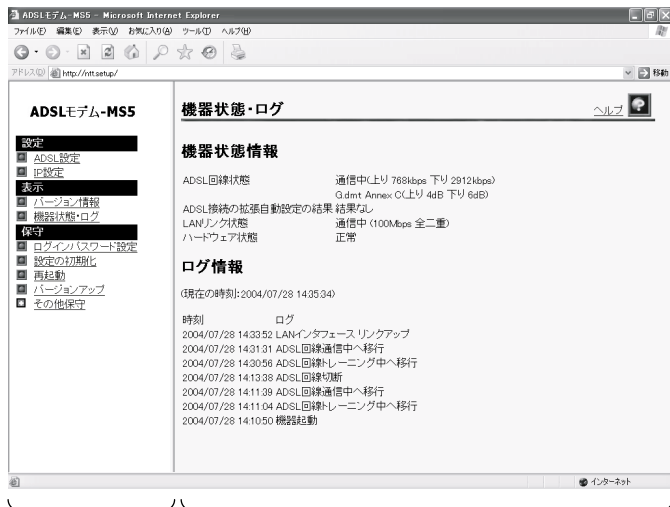 ADSLモデム-MS5 - Microsoft Internet Explorer
ファイル(F) 編集(E) 表示(V) お気に入り(A) ツール(T) ヘルプ(H)
アドレス(D) http://ntt.setup/ 移動
ADSLモデム-MS5
設定
ADSL設定
IP設定
表示
バージョン情報
機器状態・ログ
保守
ログインパスワード設定
設定の初期化
再起動
バージョンアップ
その他保守
機器状態・ログ ヘルプ
機器状態情報
ADSL回線状態 通信中(上り 768kbps 下り 2912kbps)
G.dmt Annex C(上り 4dB 下り 6dB)
ADSL接続の拡張自動設定の結果 結果なし
LANリンク状態 通信中 (100Mbps 全二重)
ハードウェア状態 正常
ログ情報
(現在の時刻:2004/07/28 14:35:34)
時刻 ログ
2004/07/28 14:33:52 LANインタフェース リンクアップ
2004/07/28 14:31:31 ADSL回線通信中へ移行
2004/07/28 14:30:56 ADSL回線トレーニング中へ移行
2004/07/28 14:13:38 ADSL回線切断
2004/07/28 14:11:39 ADSL回線通信中へ移行
2004/07/28 14:11:04 ADSL回線トレーニング中へ移行
2004/07/28 14:10:50 機器起動
インターネット